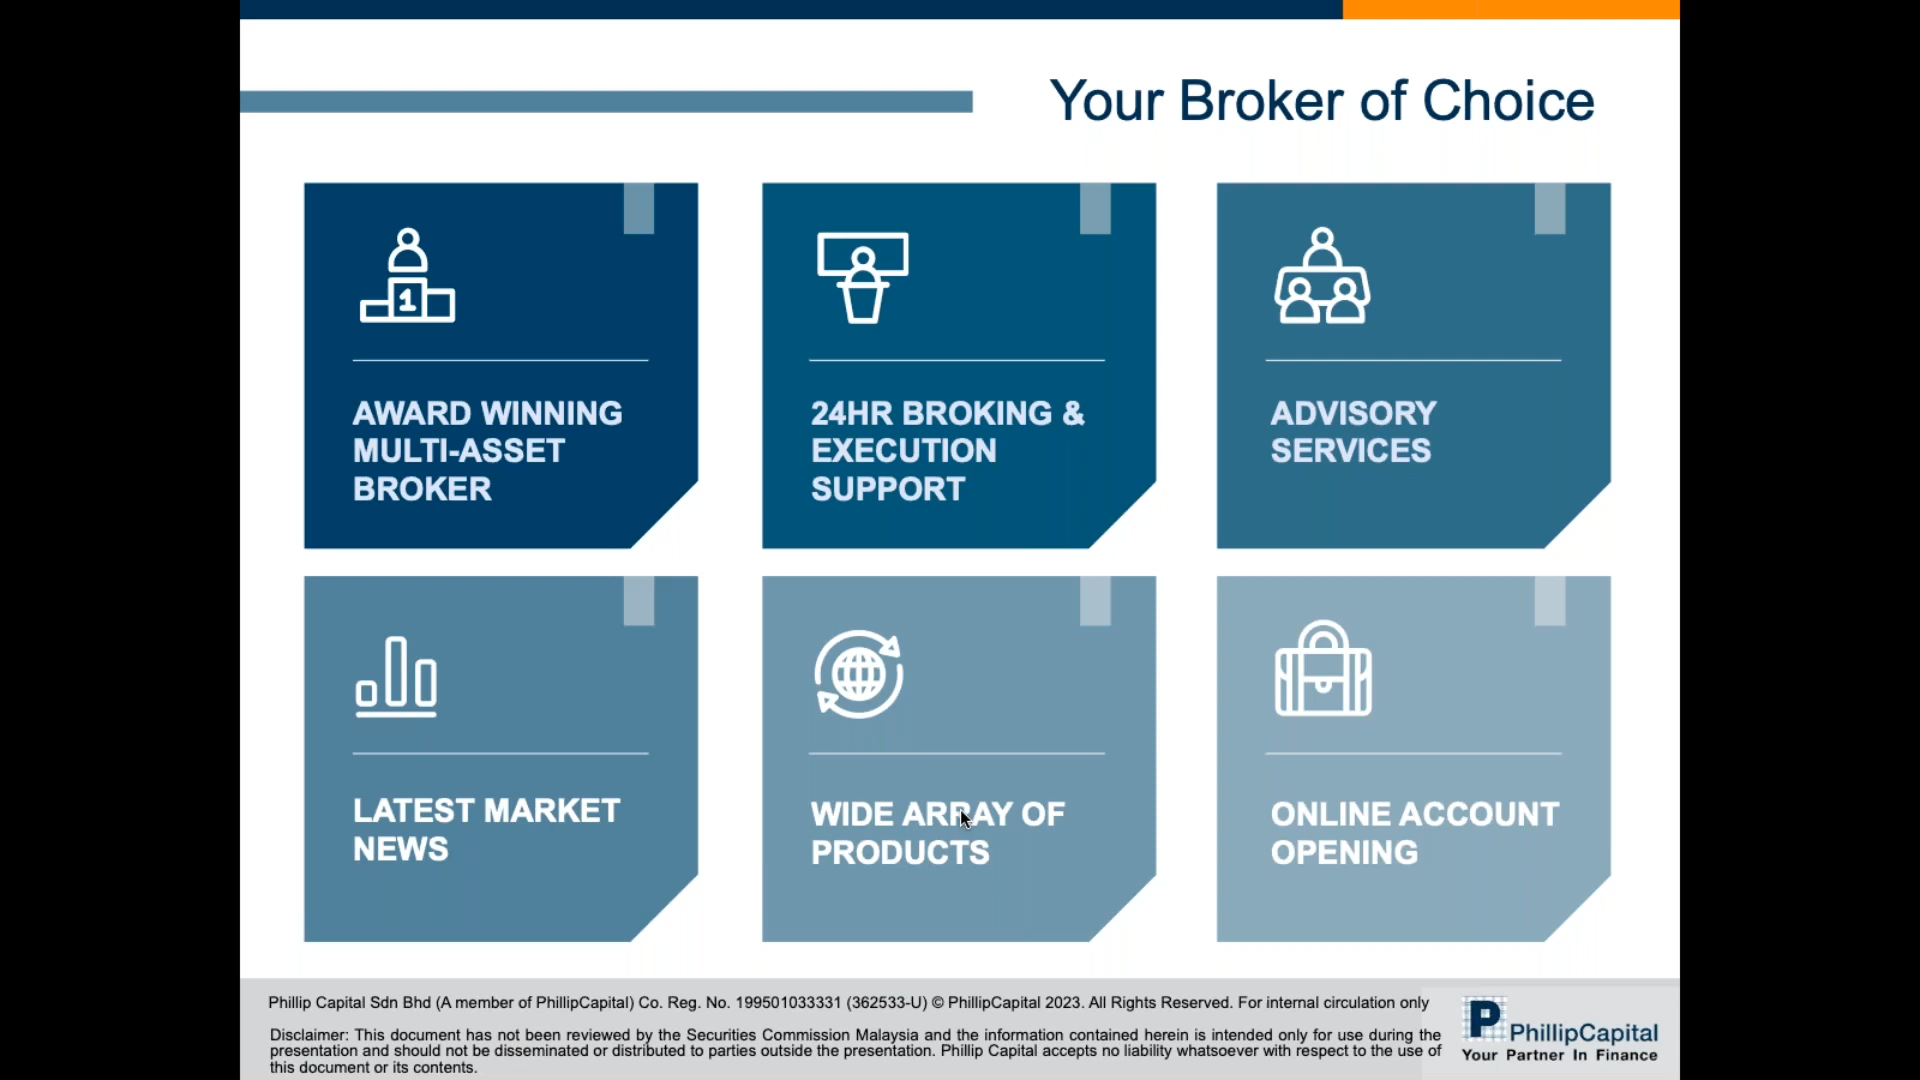 Your Broker of Choice
1
AWARD WINNING
MULTI-ASSET
BROKER
24HR BROKING &
EXECUTION
SUPPORT
ADVISORY
SERVICES
LATEST MARKET
NEWS
WIDE ARRAY OF
PRODUCTS
ONLINE ACCOUNT
OPENING
Phillip Capital Sdn Bhd (A member of PhillipCapital) Co. Reg. No. 199501033331 (362533-U) © PhillipCapital 2023. All Rights Reserved. For internal circulation only
Disclaimer: This document has not been reviewed by the Securities Commission Malaysia and the information contained herein is intended only for use during the
presentation and should not be disseminated or distributed to parties outside the presentation. Phillip Capital accepts no liability whatsoever with respect to the use of
this document or its contents.
P
PhillipCapital
Your Partner In Finance